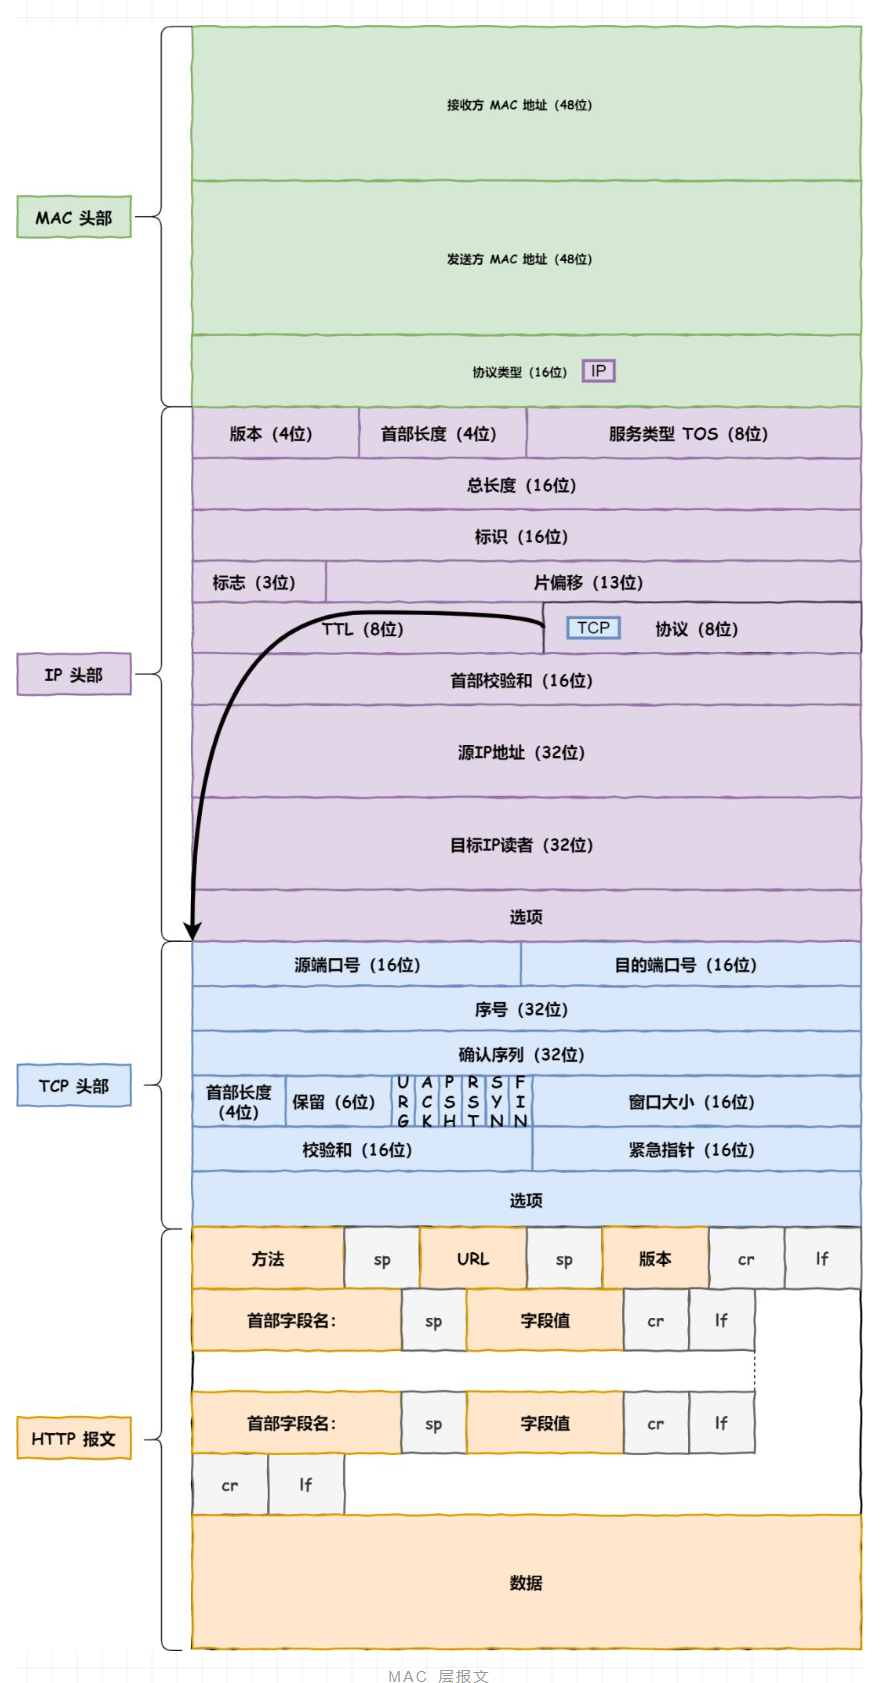 接收方 MAC 地址 (48位)
MAC 头部
发送方 MAC 地址 (48位)
协议类型 (16位) IP
版本 (4位) 首部长度 (4位) 服务类型 TOS (8位)
总长度 (16位)
标识 (16位)
标志 (3位) 片偏移 (13位)
TTL (8位) TCP 协议 (8位)
IP 头部
首部校验和 (16位)
源IP地址 (32位)
目标IP读者 (32位)
选项
源端口号 (16位) 目的端口号 (16位)
序号 (32位)
确认序列 (32位)
TCP 头部
首部长度
(4位) 保留 (6位) URG ACK PSH RST SYN FIN 窗口大小 (16位)
校验和 (16位) 紧急指针 (16位)
选项
方法 sp URL sp 版本 cr lf
首部字段名: sp 字段值 cr lf
首部字段名: sp 字段值 cr lf
HTTP 报文
cr lf
数据
MAC 层报文